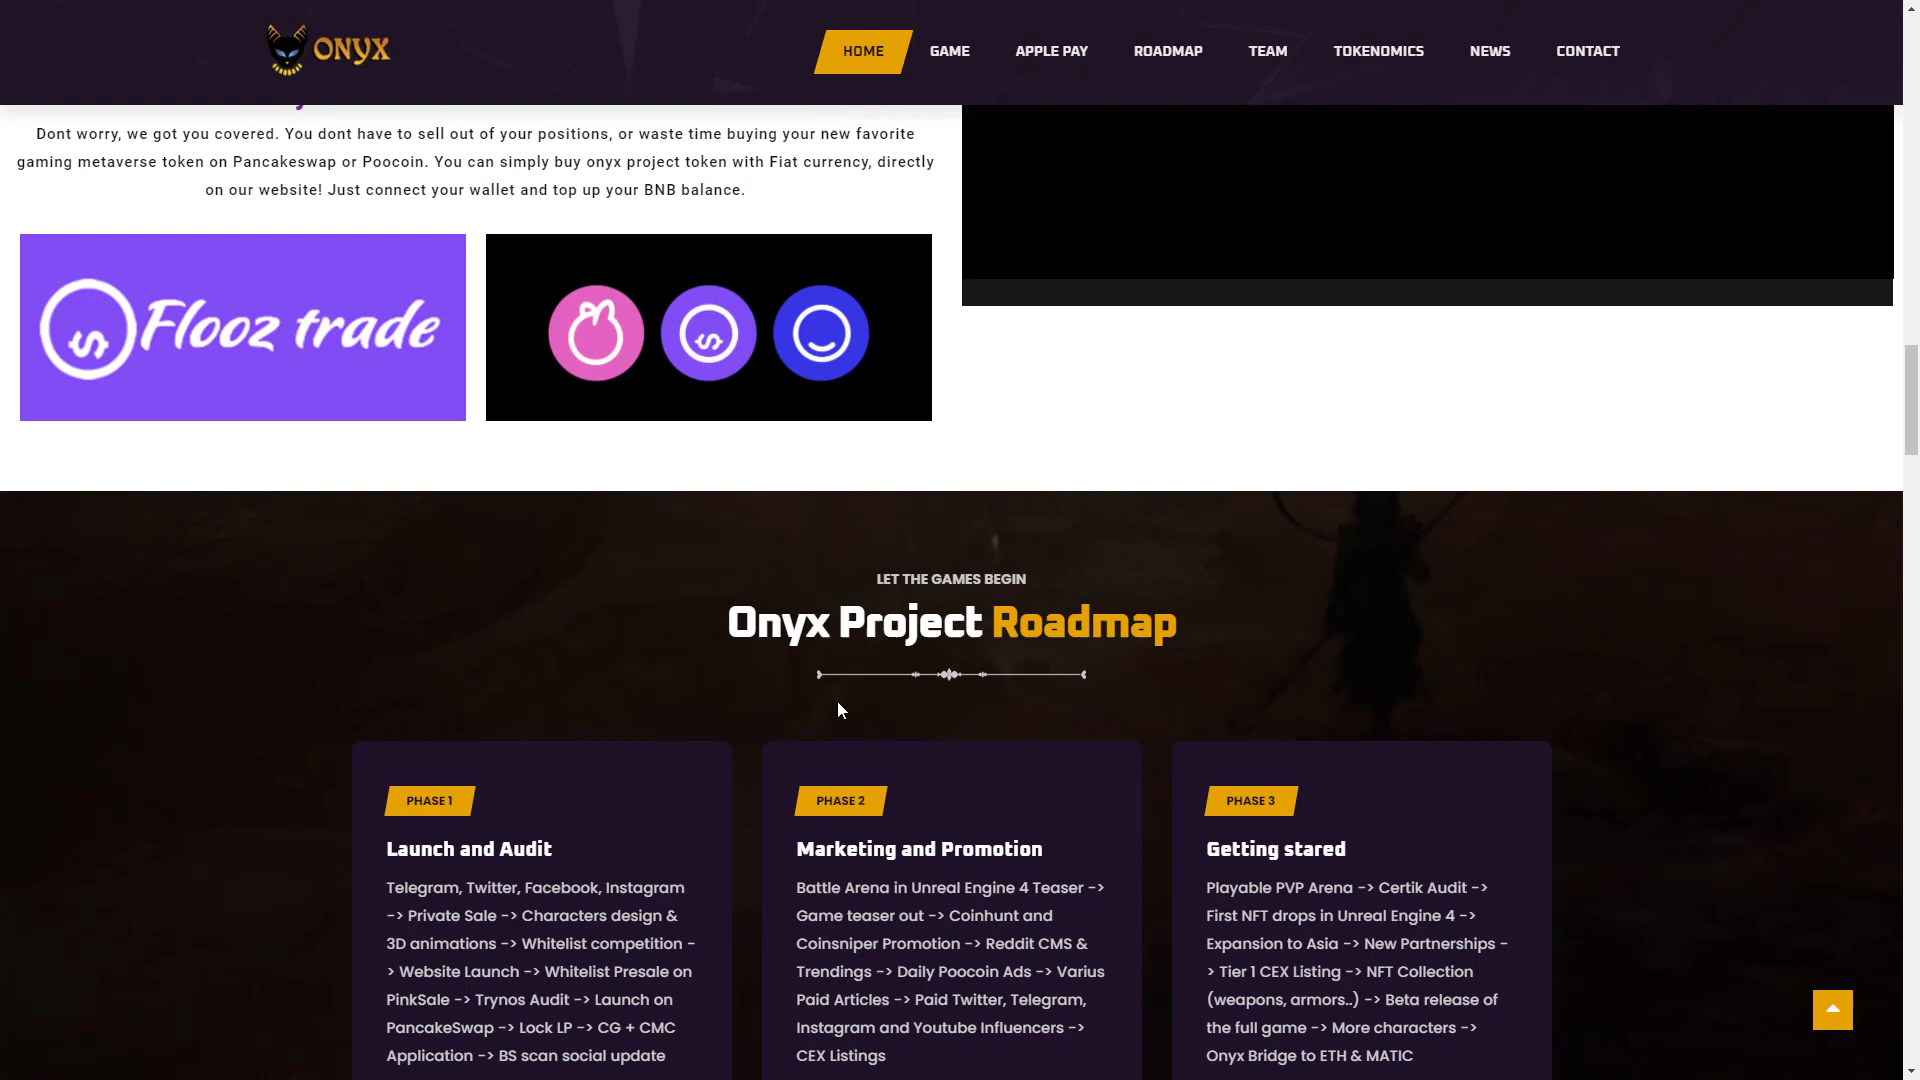 ONYX
HOME
GAME
APPLE PAY
ROADMAP
TEAM
TOKENOMICS
NEWS
CONTACT
Dont worry, we got you covered. You dont have to sell out of your positions, or waste time buying your new favorite
gaming metaverse token on Pancakeswap or Poocoin. You can simply buy onyx project token with Fiat currency, directly
on our website! Just connect your wallet and top up your BNB balance.
Flooz trade
LET THE GAMES BEGIN
Onyx Project Roadmap
PHASE 1
Launch and Audit
Telegram, Twitter, Facebook, Instagram
-> Private Sale -> Characters design &
3D animations -> Whitelist competition -
> Website Launch -> Whitelist Presale on
PinkSale -> Trynos Audit -> Launch on
PancakeSwap -> Lock LP -> CG + CMC
Application -> BS scan social update
PHASE 2
Marketing and Promotion
Battle Arena in Unreal Engine 4 Teaser ->
Game teaser out -> Coinhunt and
Coinsniper Promotion -> Reddit CMS &
Trendings -> Daily Poocoin Ads -> Varius
Paid Articles -> Paid Twitter, Telegram,
Instagram and Youtube Influencers ->
CEX Listings
PHASE 3
Getting stared
Playable PVP Arena -> Certik Audit ->
First NFT drops in Unreal Engine 4 ->
Expansion to Asia -> New Partnerships -
> Tier 1 CEX Listing -> NFT Collection
(weapons, armors..) -> Beta release of
the full game -> More characters ->
Onyx Bridge to ETH & MATIC